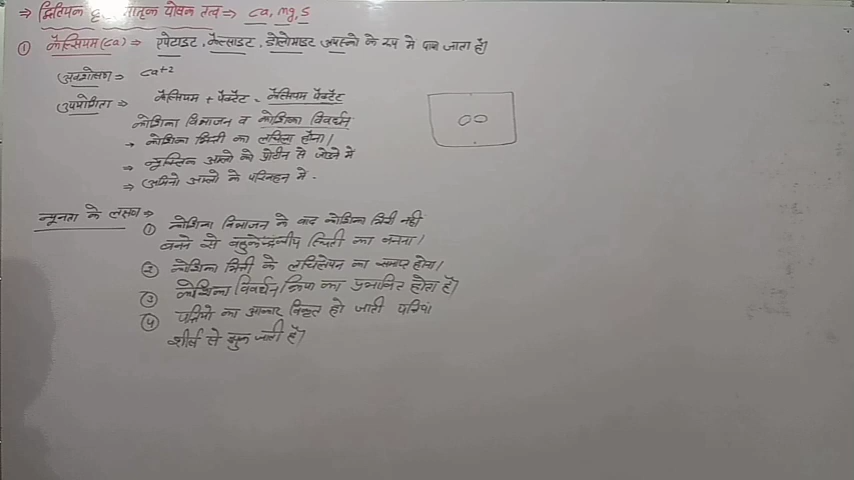 ⇒ द्वितियक मात्रृक पोषक तत्व ⇒ Ca, Mg, S
① कैल्सियम (Ca) ⇒ एपेटाइट, कैल्साइट, डोलोमाइट के रूप मे पाया जाता है।
अवशोषण ⇒ Ca+2
उपयोगिता ⇒ कैल्सियम + पैक्टेट = कैल्सियम पैक्टेट
कोशिका विभाजन व कोशिका विवर्धन
→ कोशिका भित्ती का लचिला होना।
⇒ न्यूक्लिक अम्लो को प्रोटीन से जोडने मे
⇒ अमिनो अम्लो के परिवहन मे -
न्यूनता के लक्षण ⇒
① कोशिका विभाजन के बाद कोशिका भित्ती नही
बनने से बहुकेन्द्रकीय स्थिती का बनना।
② कोशिका भित्ती के लचिलेपन का समाप्त होना।
③ कोशिका विवर्धन क्रिया का प्रभावित होता है।
④ पत्तियो का आकार विकृत हो जाती पत्तियां
शीर्ष से झुक जाती है।